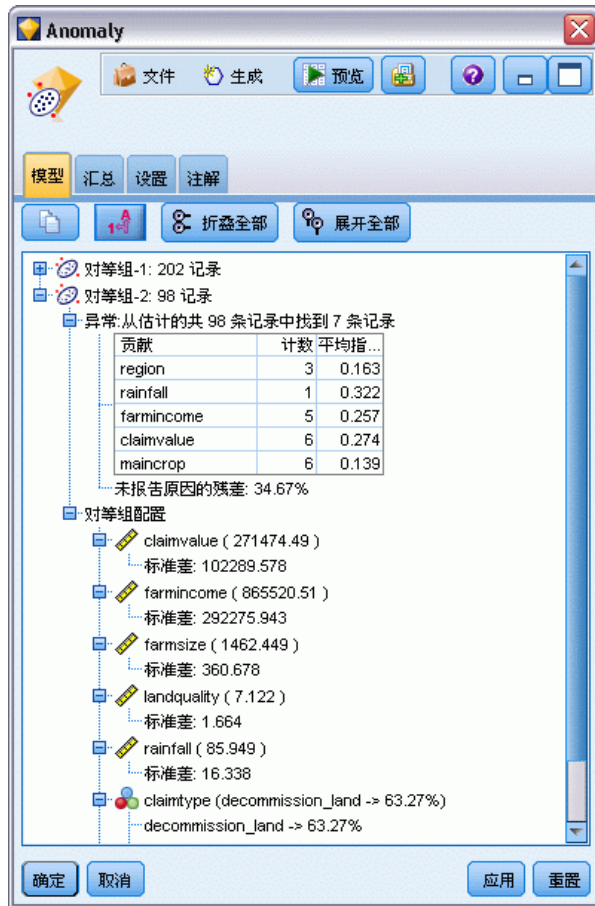 Anomaly
文件 生成 预览
模型 汇总 设置 注解
折叠全部 展开全部
对等组-1: 202 记录
对等组-2: 98 记录
异常:从估计的共 98 条记录中找到 7 条记录
贡献 计数 平均指...
region 3 0.163
rainfall 1 0.322
farmincome 5 0.257
claimvalue 6 0.274
maincrop 6 0.139
未报告原因的残差: 34.67%
对等组配置
claimvalue ( 271474.49 )
标准差: 102289.578
farmincome ( 865520.51 )
标准差: 292275.943
farmsize ( 1462.449 )
标准差: 360.678
landquality ( 7.122 )
标准差: 1.664
rainfall ( 85.949 )
标准差: 16.338
claimtype (decommission_land -> 63.27%)
decommission_land -> 63.27%
确定 取消 应用 重置